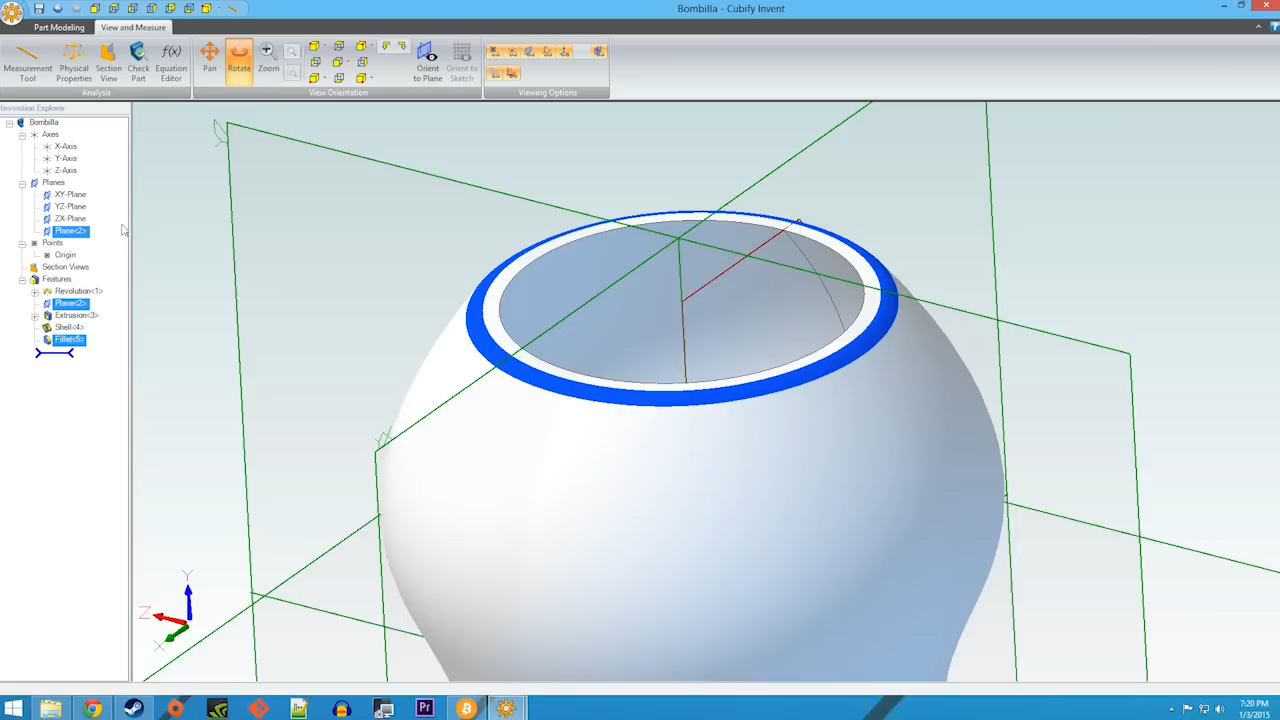 Bombilla - Cubify Invent
Part Modeling
View and Measure
Measurement Tool
Physical Properties
Section View
Check Part
f(x)
Equation Editor
Pan
Rotate
Zoom
Orient to Plane
Orient to Sketch
Analysis
View Orientation
Viewing Options
Invention Explorer
Bombilla
Axes
X-Axis
Y-Axis
Z-Axis
Planes
XY-Plane
YZ-Plane
ZX-Plane
Plane<2>
Points
Origin
Section Views
Features
Revolution<1>
Plane<2>
Extrusion<3>
Shell<4>
Fillet<5>
Y
Z
X
Pr
7:20 PM
1/3/2015